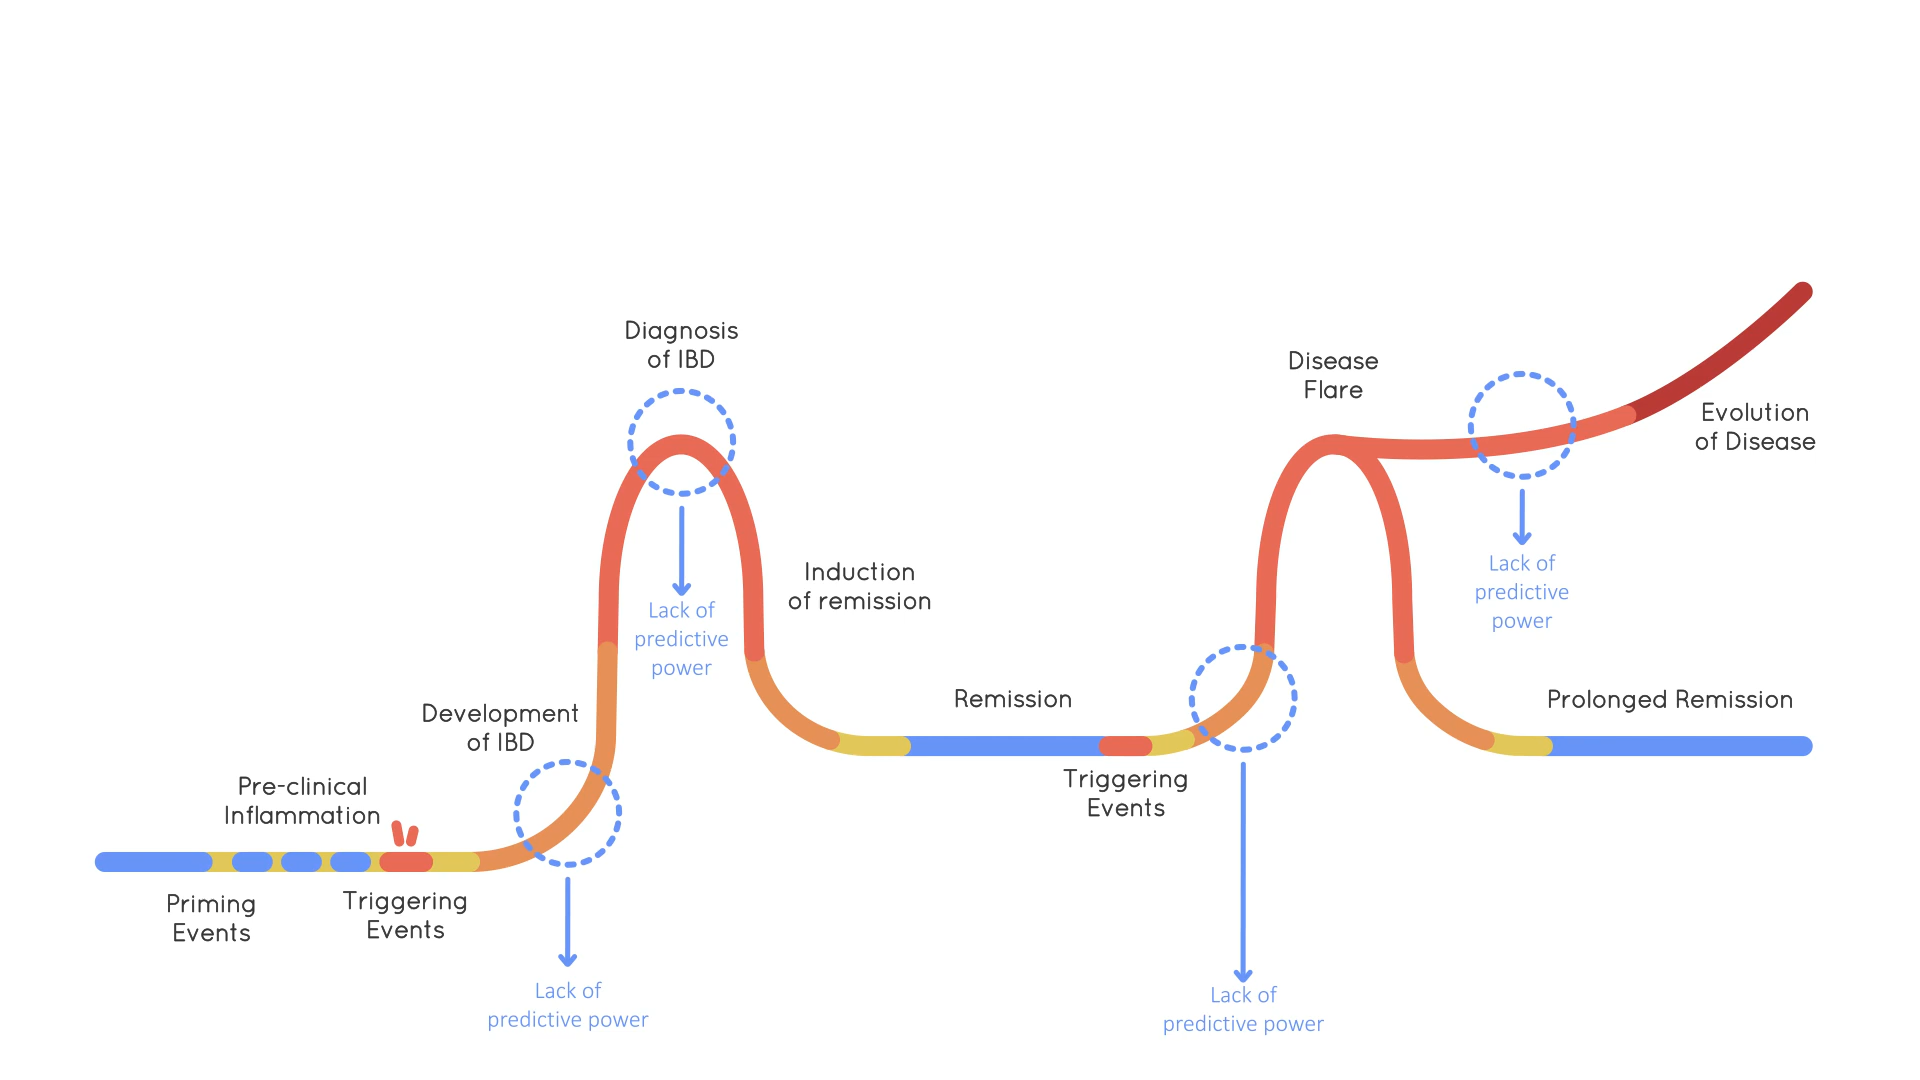 Diagnosis
of IBD
Disease
Flare
Evolution
of Disease
Lack of
predictive
power
Induction
of remission
Lack of
predictive
power
Remission
Prolonged Remission
Development
of IBD
Triggering
Events
Pre-clinical
Inflammation
Priming
Events
Triggering
Events
Lack of
predictive power
Lack of
predictive power